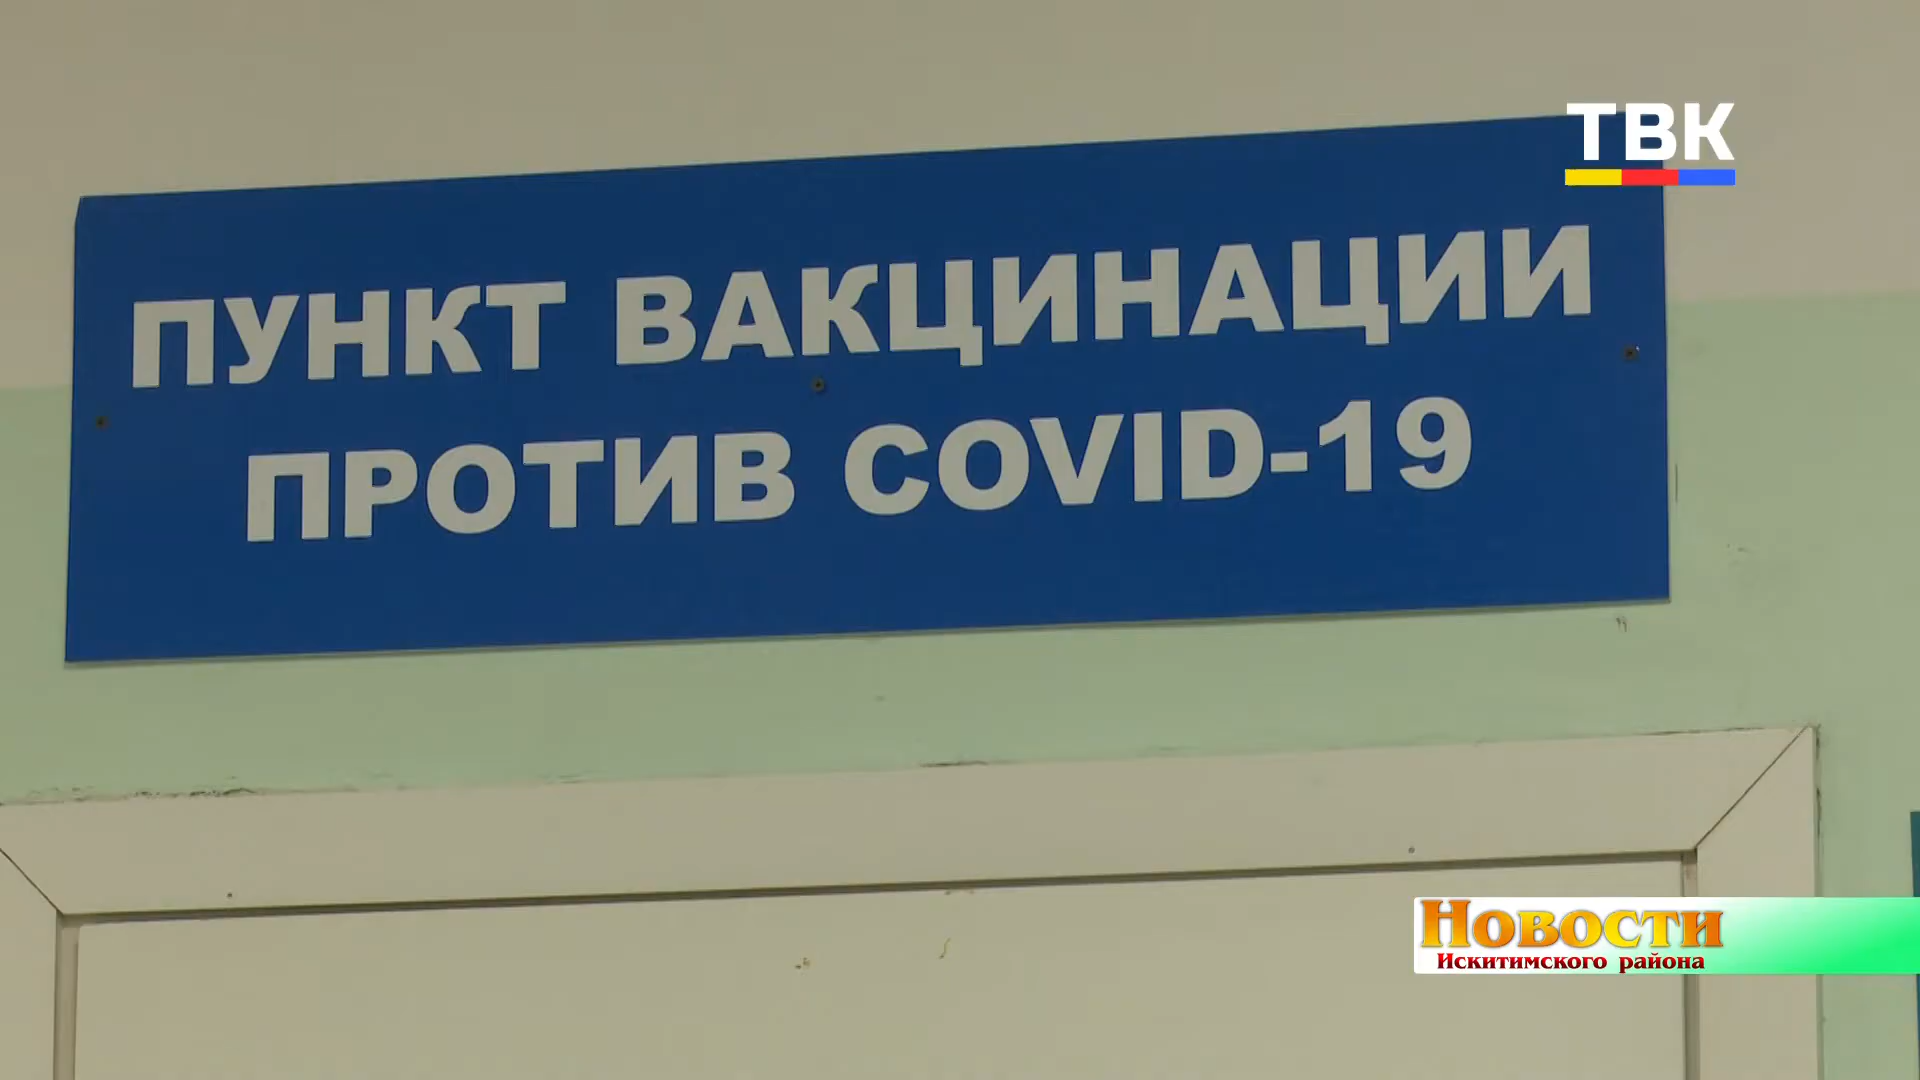 ТВК
ПУНКТ ВАКЦИНАЦИИ
ПРОТИВ COVID-19
Новости
Искитимского района